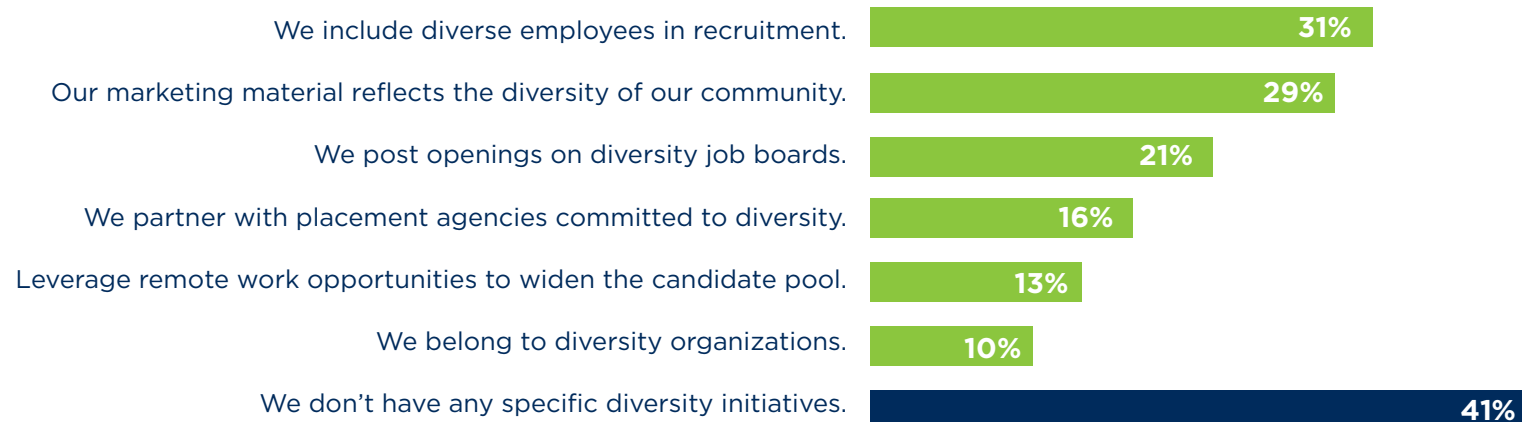 We include diverse employees in recruitment. 31%
Our marketing material reflects the diversity of our community. 29%
We post openings on diversity job boards. 21%
We partner with placement agencies committed to diversity. 16%
Leverage remote work opportunities to widen the candidate pool. 13%
We belong to diversity organizations. 10%
We don’t have any specific diversity initiatives. 41%